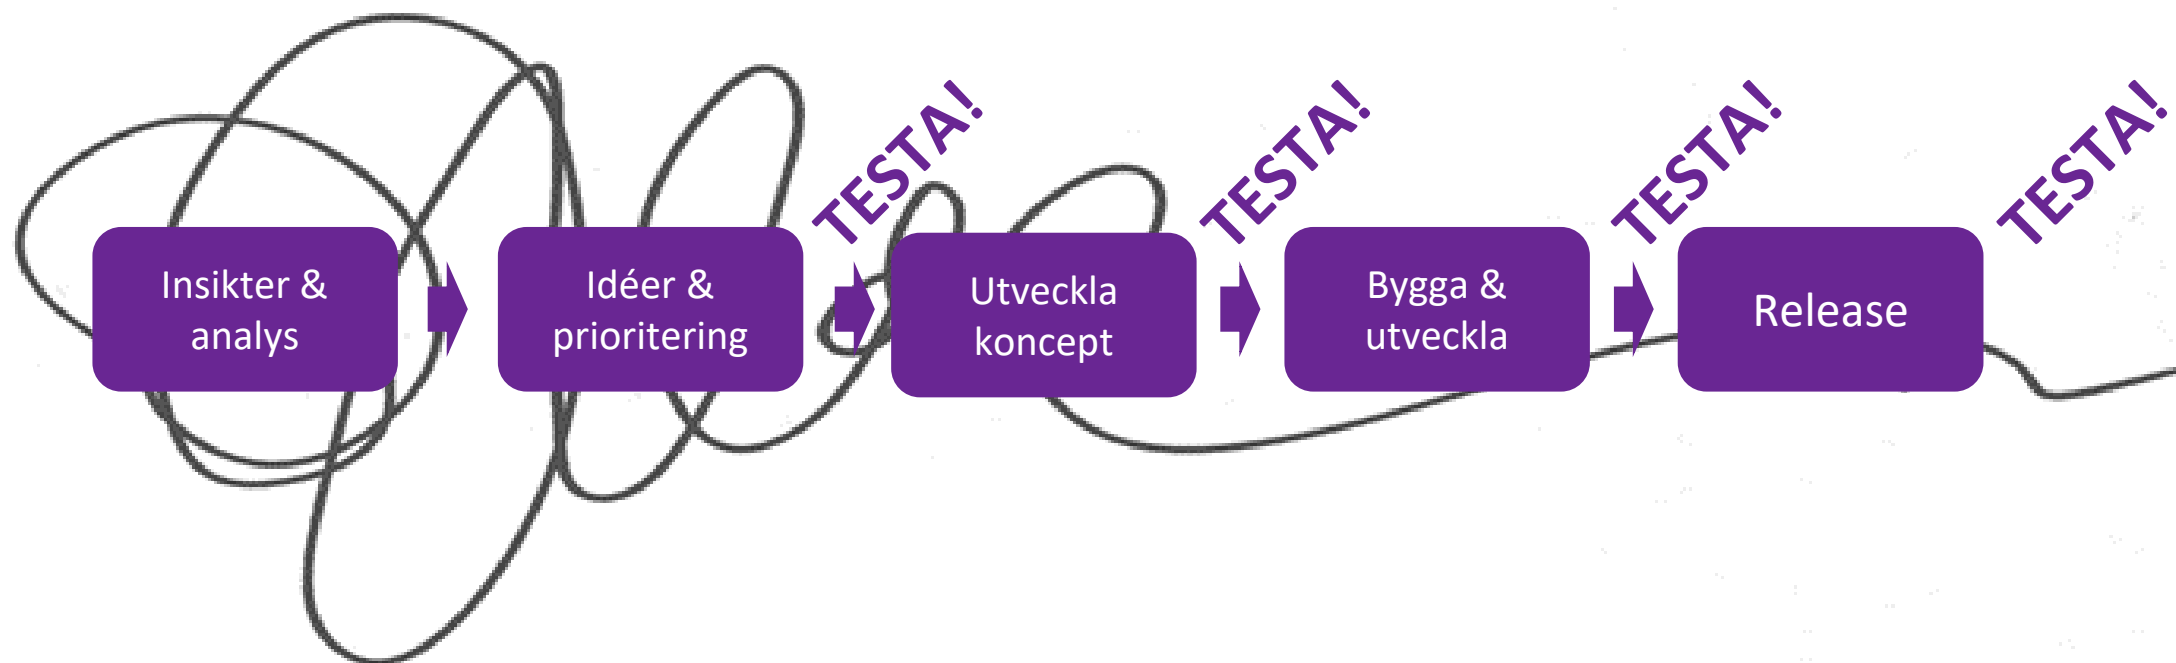 Insikter &
analys
Idéer &
prioritering
TESTA!
Utveckla
koncept
TESTA!
Bygga &
utveckla
TESTA!
Release
TESTA!